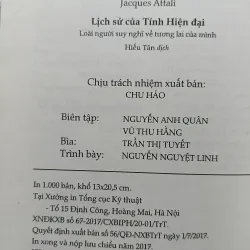 Jacques Attali
Lịch sử của Tính Hiện đại
Loài người suy nghĩ về tương lai của mình
Hiếu Tân dịch
Chịu trách nhiệm xuất bản:
CHU HẢO
Biên tập: NGUYỄN ANH QUÂN
VŨ THU HẰNG
Bìa: TRẦN THỊ TUYẾT
Trình bày: NGUYỄN NGUYỆT LINH
In 1.000 bản, khổ 13x20,5 cm.
Tại Xưởng in Tổng cục Kỹ thuật
- Tổ 15 Định Công, Hoàng Mai, Hà Nội
XNĐKXB số 67-2017/CXBIPH/20-01/TrT.
Quyết định xuất bản số 56/QĐ-NXBTrT ngày 1/7/2017.
In xong và nộp lưu chiểu năm 2017.